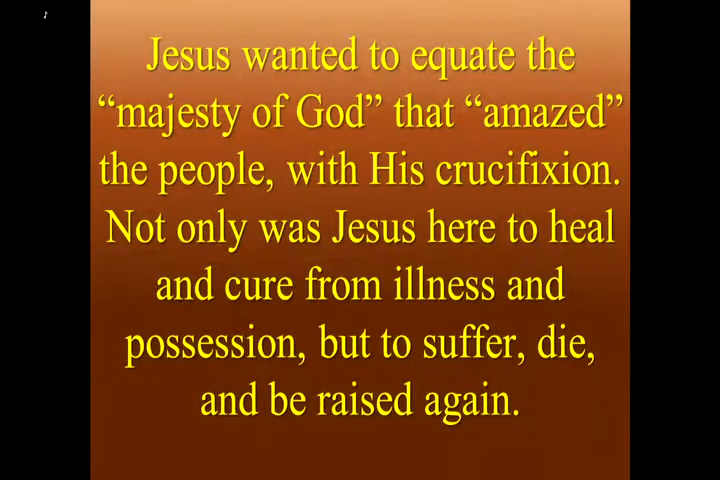 Jesus wanted to equate the
“majesty of God” that “amazed”
the people, with His crucifixion.
Not only was Jesus here to heal
and cure from illness and
possession, but to suffer, die,
and be raised again.